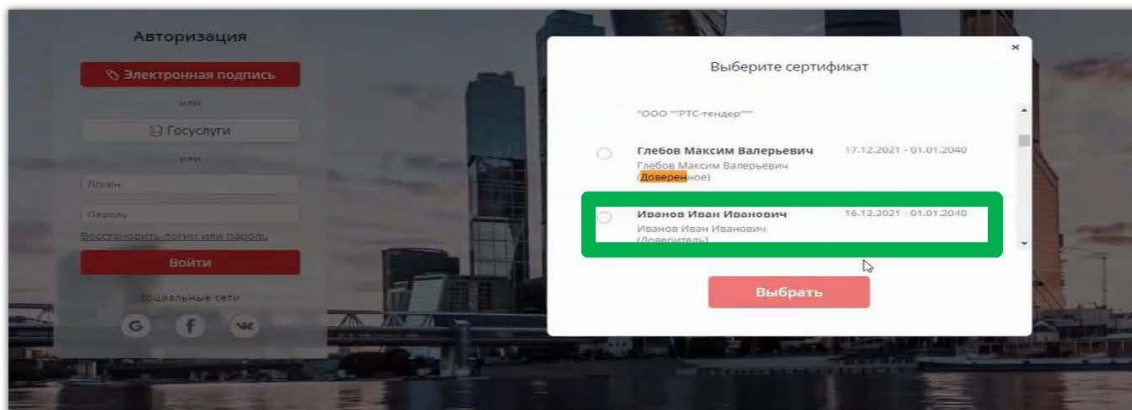 Авторизация
Электронная подпись
или
Госуслуги
или
Логин
Пароль
Восстановить логин или пароль
Войти
социальные сети
G f
Выберите сертификат
"ООО ""РТС-тендер"""
Глебов Максим Валерьевич 17.12.2021 - 01.01.2040
Глебов Максим Валерьевич
(Доверенное)
Иванов Иван Иванович 16.12.2021 - 01.01.2040
Иванов Иван Иванович
(Доверитель)
Выбрать